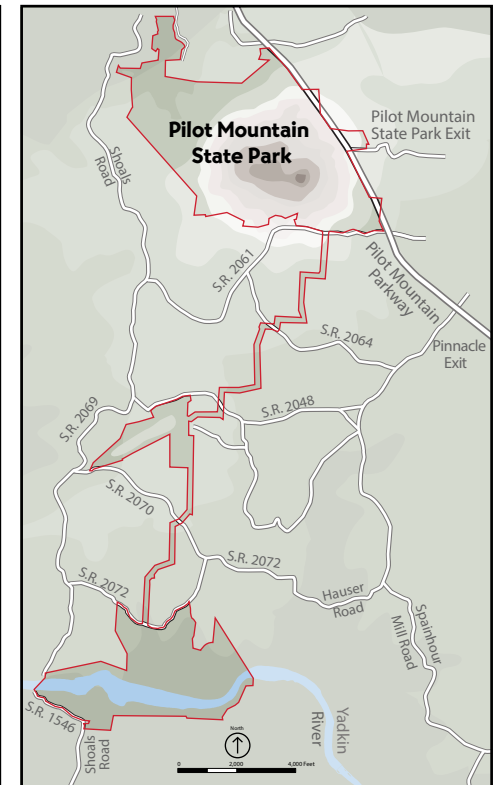 Pilot Mountain
State Park
Pilot Mountain
State Park Exit
Shoals
Road
S.R. 2061
Pilot Mountain
Parkway
S.R. 2064
Pinnacle
Exit
S.R. 2069
S.R. 2048
S.R. 2070
S.R. 2072
S.R. 2072
Hauser
Road
Spainhour
Mill Road
S.R. 1546
Shoals
Road
Yadkin
River
North
0 2,000 4,000 Feet